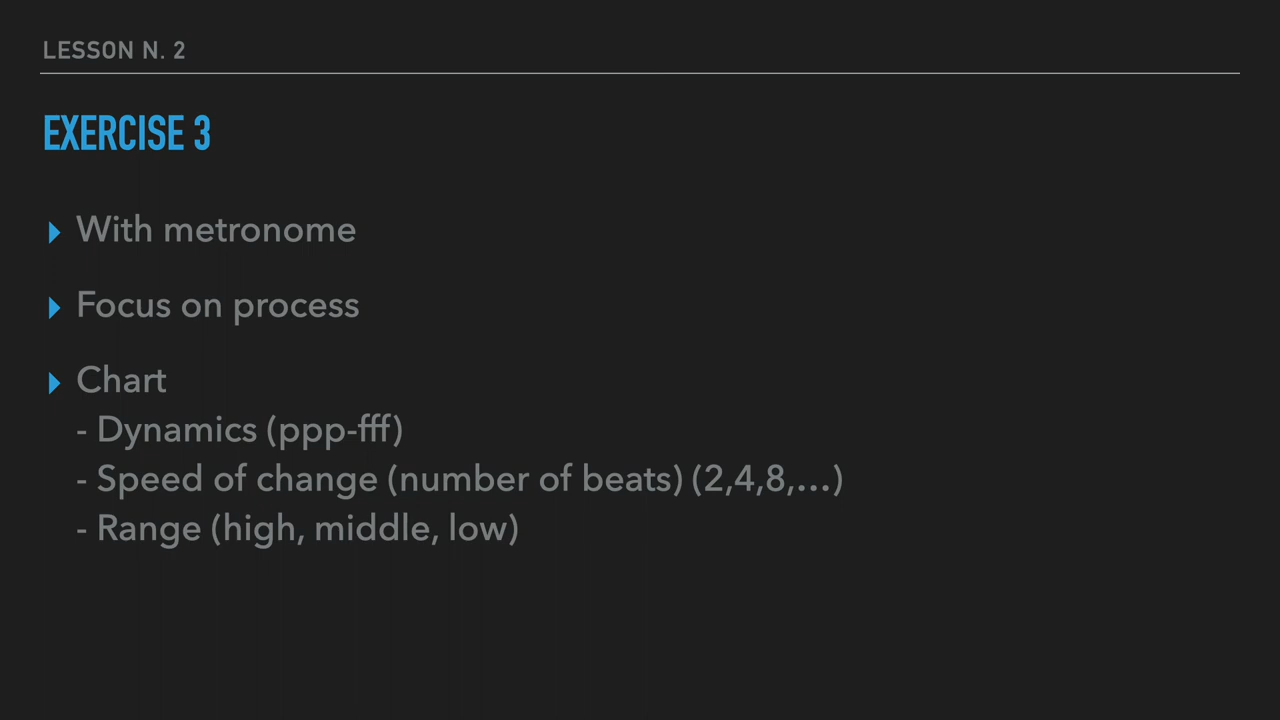 LESSON N. 2
EXERCISE 3
▸ With metronome
▸ Focus on process
▸ Chart
- Dynamics (ppp-fff)
- Speed of change (number of beats) (2,4,8,…)
- Range (high, middle, low)